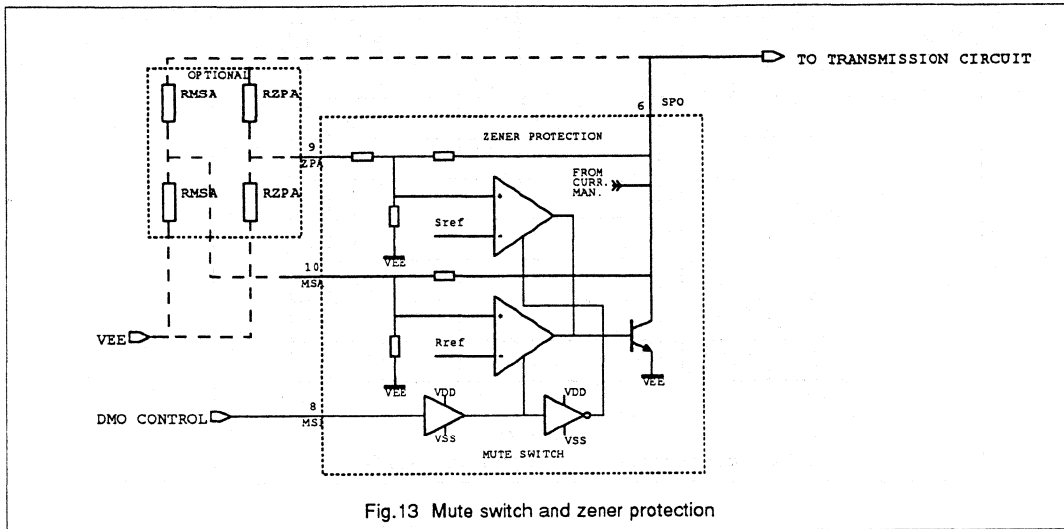 TO TRANSMISSION CIRCUIT
OPTIONAL
RMSA
RZPA
6
SPO
ZENER PROTECTION
9
ZPA
FROM
CURR.
MAN.
RMSA
RZPA
Sref
VEE
10
MSA
VEE
Rref
VEE
VEE
8
DMO CONTROL
MSI
VDD
VDD
VSS
VSS
MUTE SWITCH
Fig.13 Mute switch and zener protection